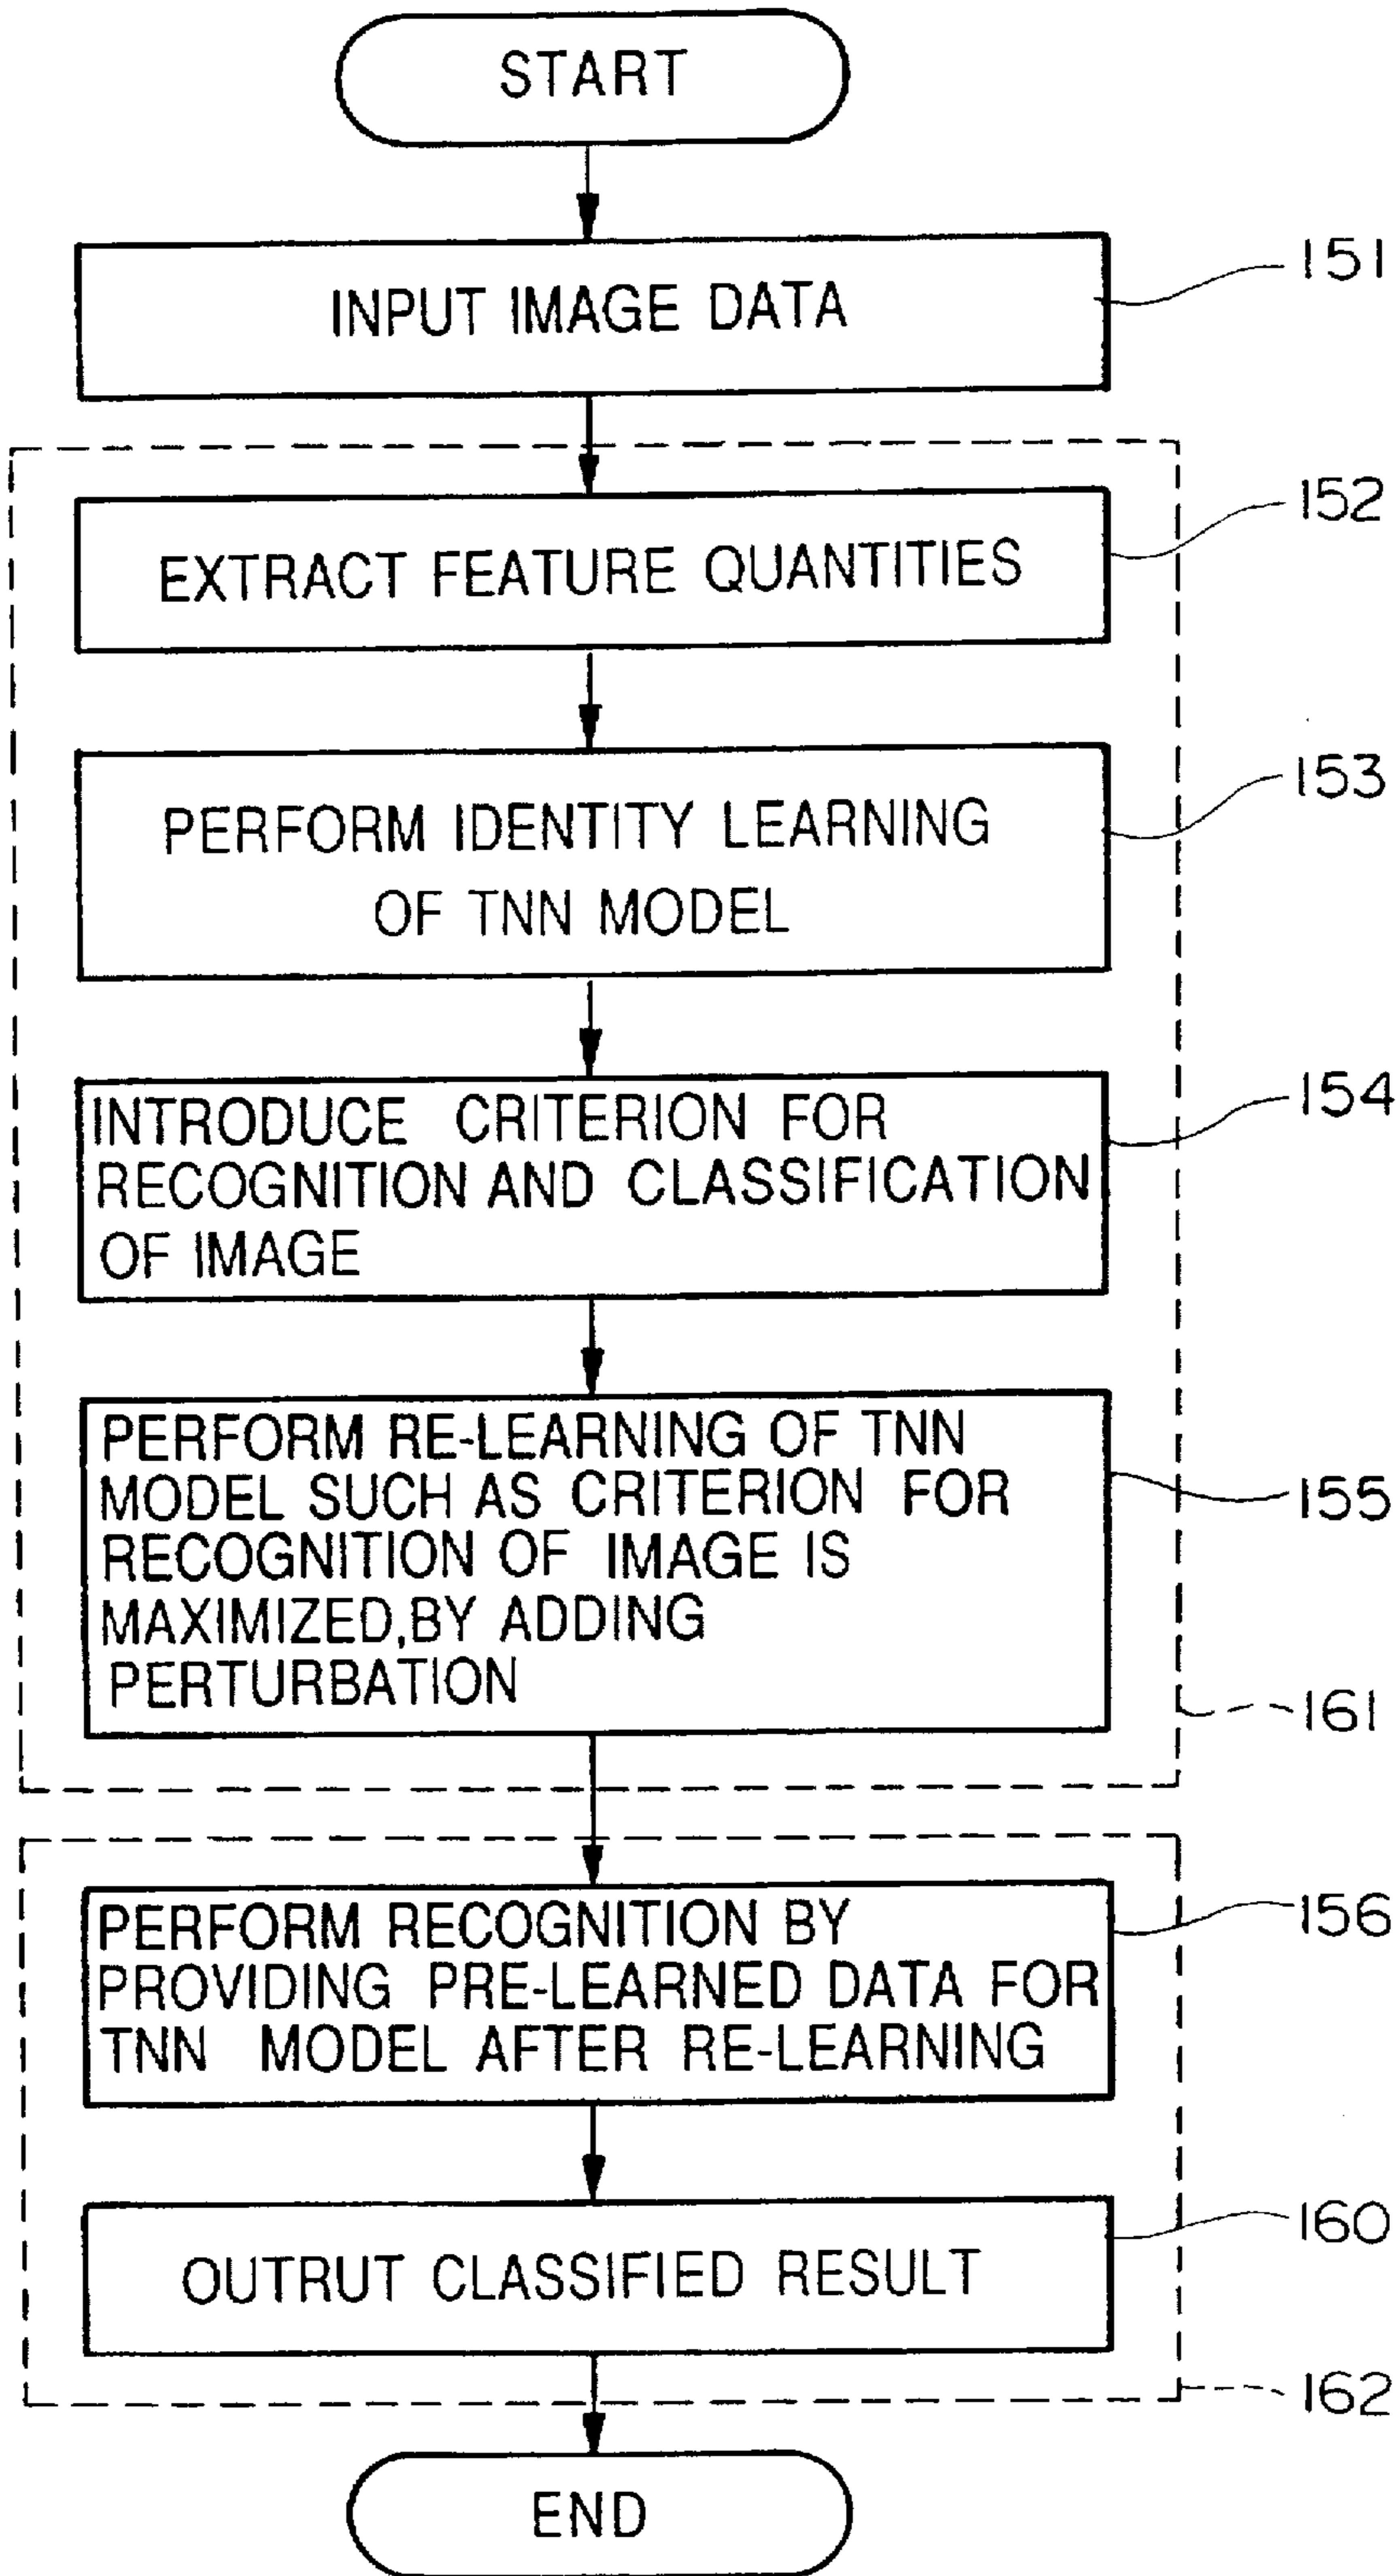 START
INPUT IMAGE DATA
151
EXTRACT FEATURE QUANTITIES
152
PERFORM IDENTITY LEARNING
OF TNN MODEL
153
INTRODUCE CRITERION FOR
RECOGNITION AND CLASSIFICATION
OF IMAGE
154
PERFORM RE-LEARNING OF TNN
MODEL SUCH AS CRITERION FOR
RECOGNITION OF IMAGE IS
MAXIMIZED,BY ADDING
PERTURBATION
155
161
PERFORM RECOGNITION BY
PROVIDING PRE-LEARNED DATA FOR
TNN MODEL AFTER RE-LEARNING
156
OUTRUT CLASSIFIED RESULT
160
162
END